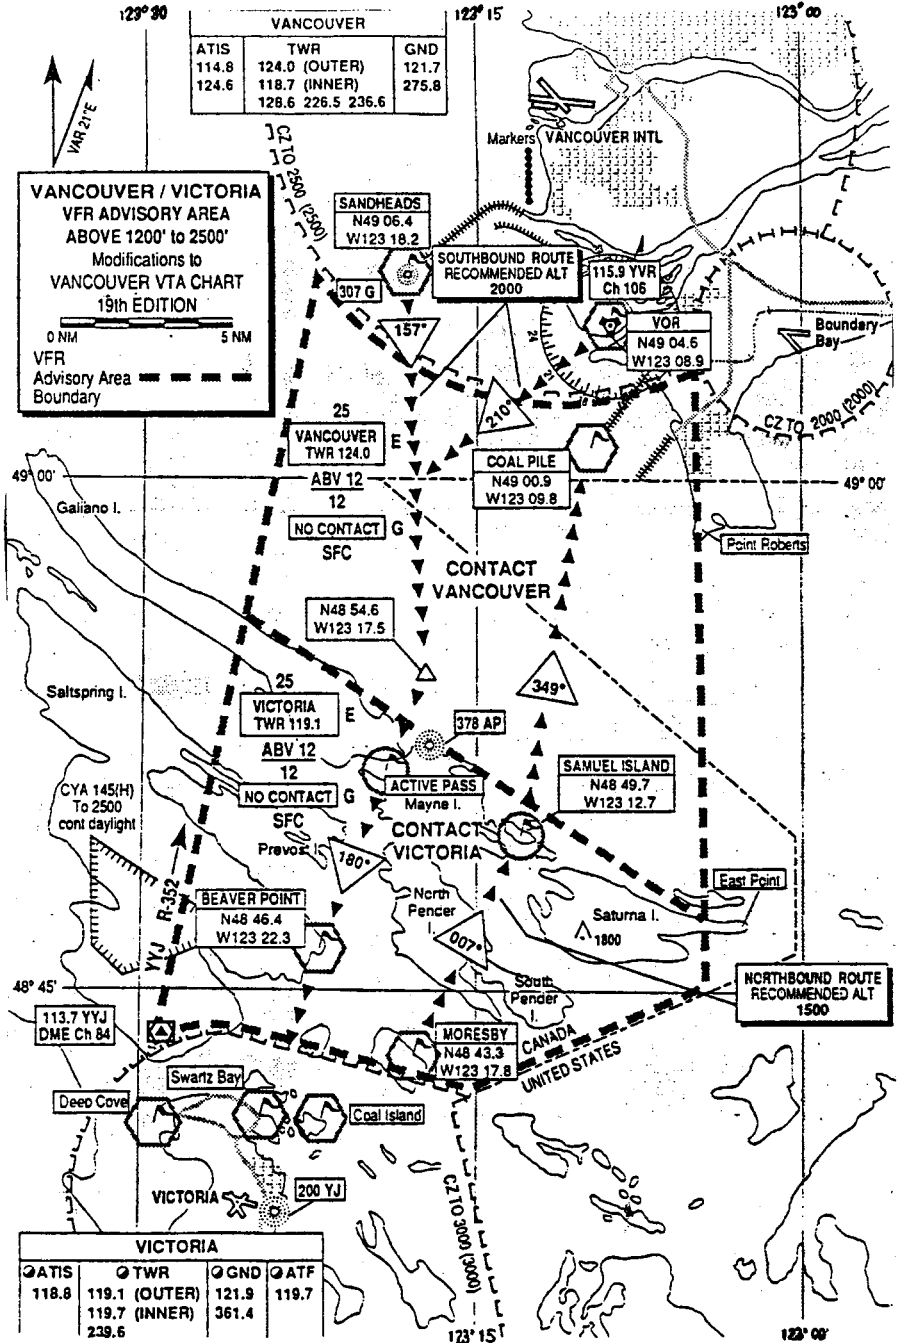 123° 30
123° 15
123° 00
VANCOUVER
ATIS TWR GND
114.8 124.0 (OUTER) 121.7
124.6 118.7 (INNER) 275.8
128.6 226.5 236.6
VAR 21°E
CZ TO 2500 (2500)
Markers
VANCOUVER INTL
VANCOUVER / VICTORIA
VFR ADVISORY AREA
ABOVE 1200' to 2500'
Modifications to
VANCOUVER VTA CHART
19th EDITION
0 NM 5 NM
VFR
Advisory Area
Boundary
SANDHEADS
N49 06.4
W123 18.2
SOUTHBOUND ROUTE
RECOMMENDED ALT
2000
115.9 YVR
Ch 106
307 G
157°
24
21
VOR
N49 04.6
W123 08.9
Boundary
Bay
210°
CZ TO 2000 (2000)
25
VANCOUVER
TWR 124.0
E
ABV 12
12
NO CONTACT
G
SFC
COAL PILE
N49 00.9
W123 09.8
49° 00'
49° 00
Galiano I.
Point Roberts
CONTACT
VANCOUVER
N48 54.6
W123 17.5
349°
Saltspring I.
25
VICTORIA
TWR 119.1
E
ABV 12
12
NO CONTACT
G
SFC
378 AP
ACTIVE PASS
Mayne I.
SAMUEL ISLAND
N48 49.7
W123 12.7
CYA 145(H)
To 2500
cont daylight
CONTACT
VICTORIA
Prevost I.
180°
YYJ R-352
BEAVER POINT
N48 46.4
W123 22.3
North
Pender
I.
007°
East Point
Saturna I.
1800
48° 45'
South
Pender
I.
NORTHBOUND ROUTE
RECOMMENDED ALT
1500
113.7 YYJ
DME Ch 84
MORESBY
N48 43.3
W123 17.8
CANADA
UNITED STATES
Swartz Bay
Deep Cove
Coal Island
VICTORIA
200 YJ
CZ TO 3000 (3000)
VICTORIA
ATIS TWR GND ATF
118.8 119.1 (OUTER) 121.9 119.7
119.7 (INNER) 361.4
239.6
123° 15'
123° 00'